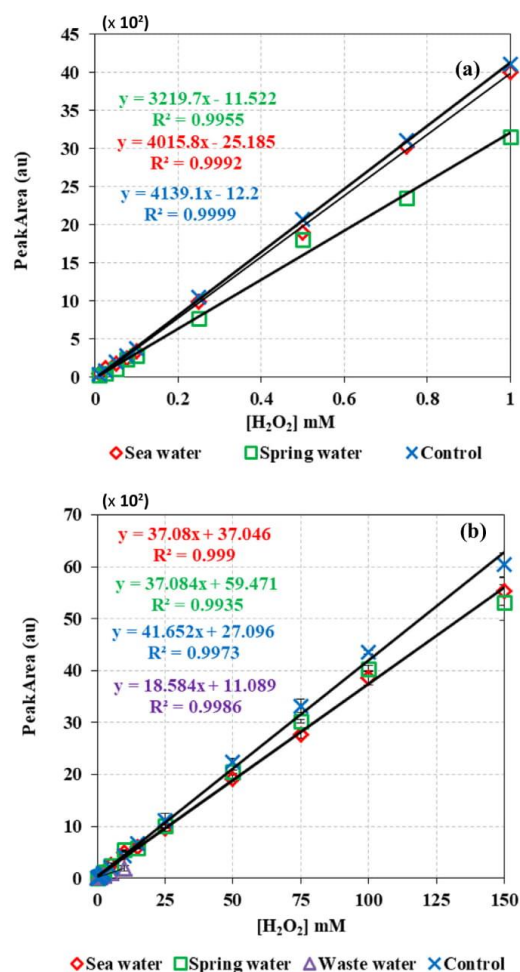 (x 10²)
(a)
45
40
35
30
25
20
15
10
5
0
y = 3219.7x - 11.522
R² = 0.9955
y = 4015.8x - 25.185
R² = 0.9992
y = 4139.1x - 12.2
R² = 0.9999
PeakArea (au)
0 0.2 0.4 0.6 0.8 1
[H₂O₂] mM
Sea water Spring water Control
(x 10²)
(b)
70
60
50
40
30
20
10
0
y = 37.08x + 37.046
R² = 0.999
y = 37.084x + 59.471
R² = 0.9935
y = 41.652x + 27.096
R² = 0.9973
y = 18.584x + 11.089
R² = 0.9986
PeakArea (au)
0 25 50 75 100 125 150
[H₂O₂] mM
Sea water Spring water Waste water Control